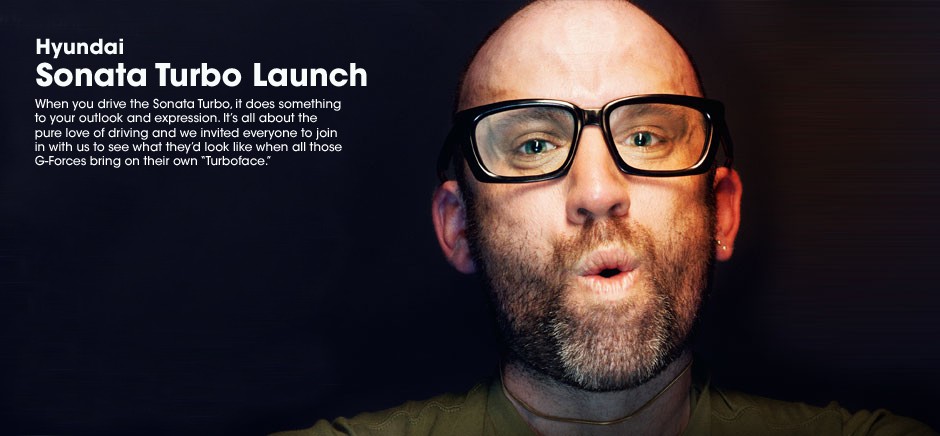 Hyundai
Sonata Turbo Launch
When you drive the Sonata Turbo, it does something
to your outlook and expression. It's all about the
pure love of driving and we invited everyone to join
in with us to see what they'd look like when all those
G-Forces bring on their own "Turboface."